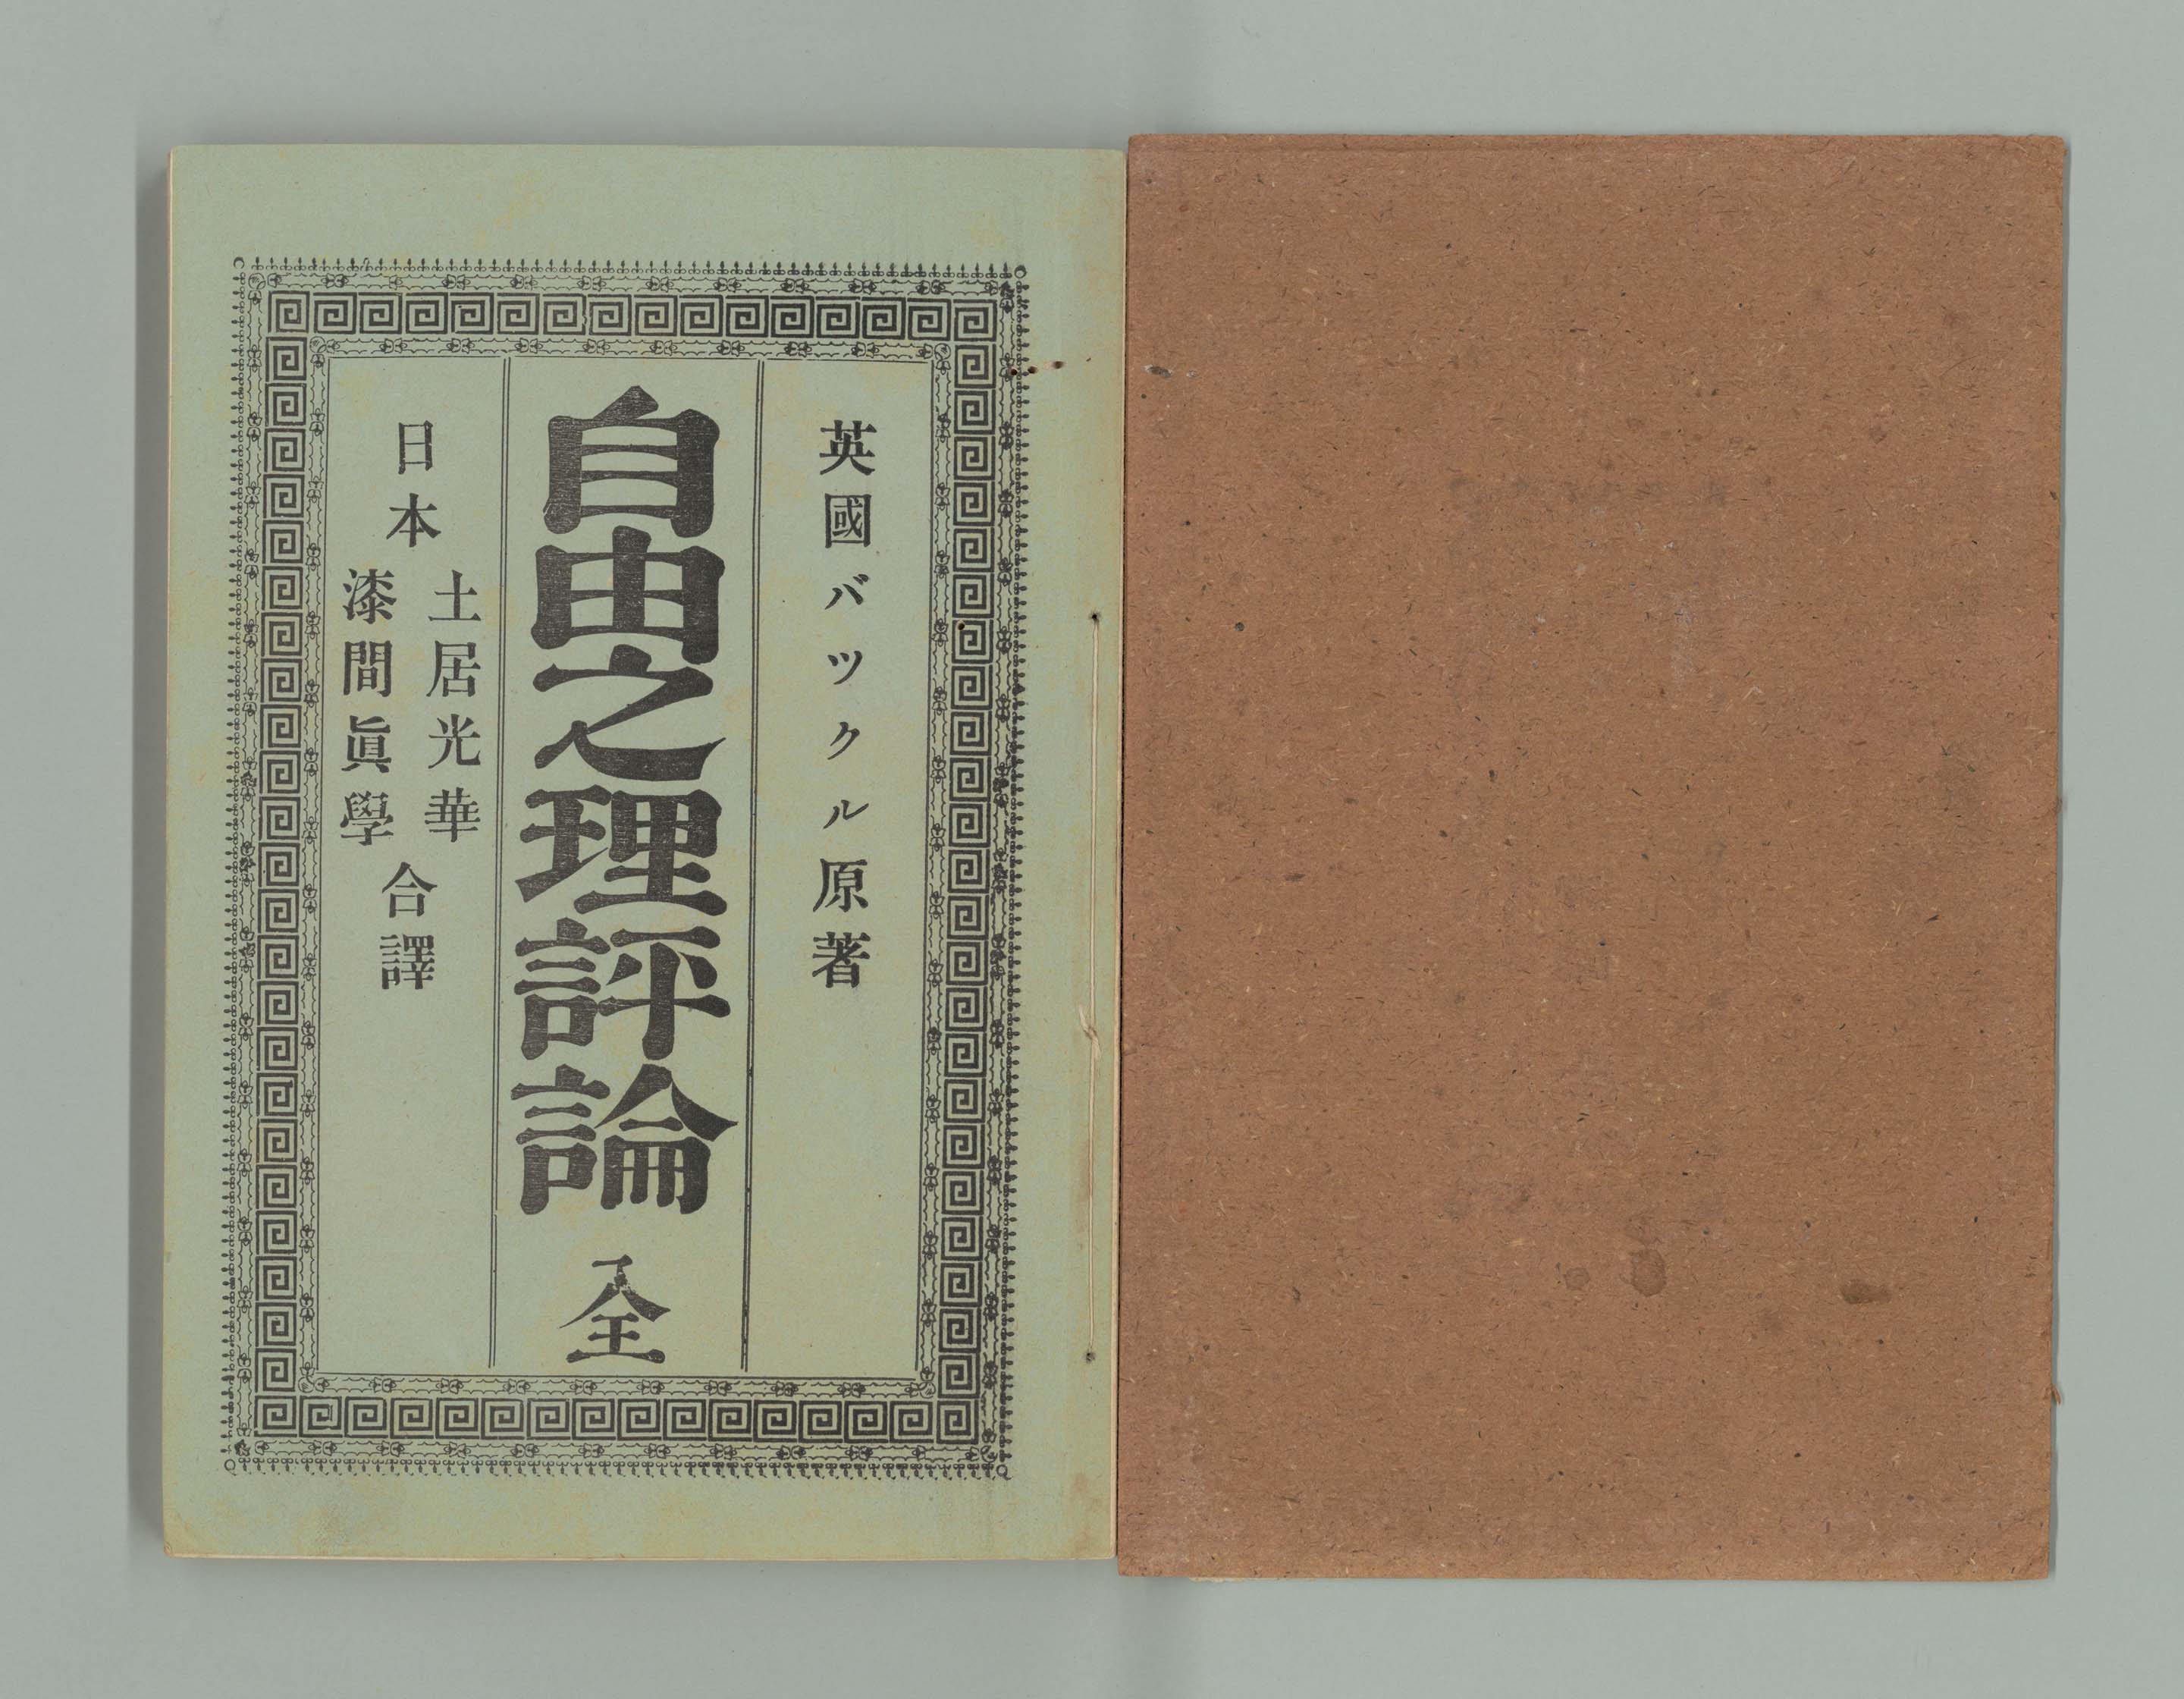 英國バツクル原著
自由之理評論 全
日本
土居光華
漆間眞學
合譯